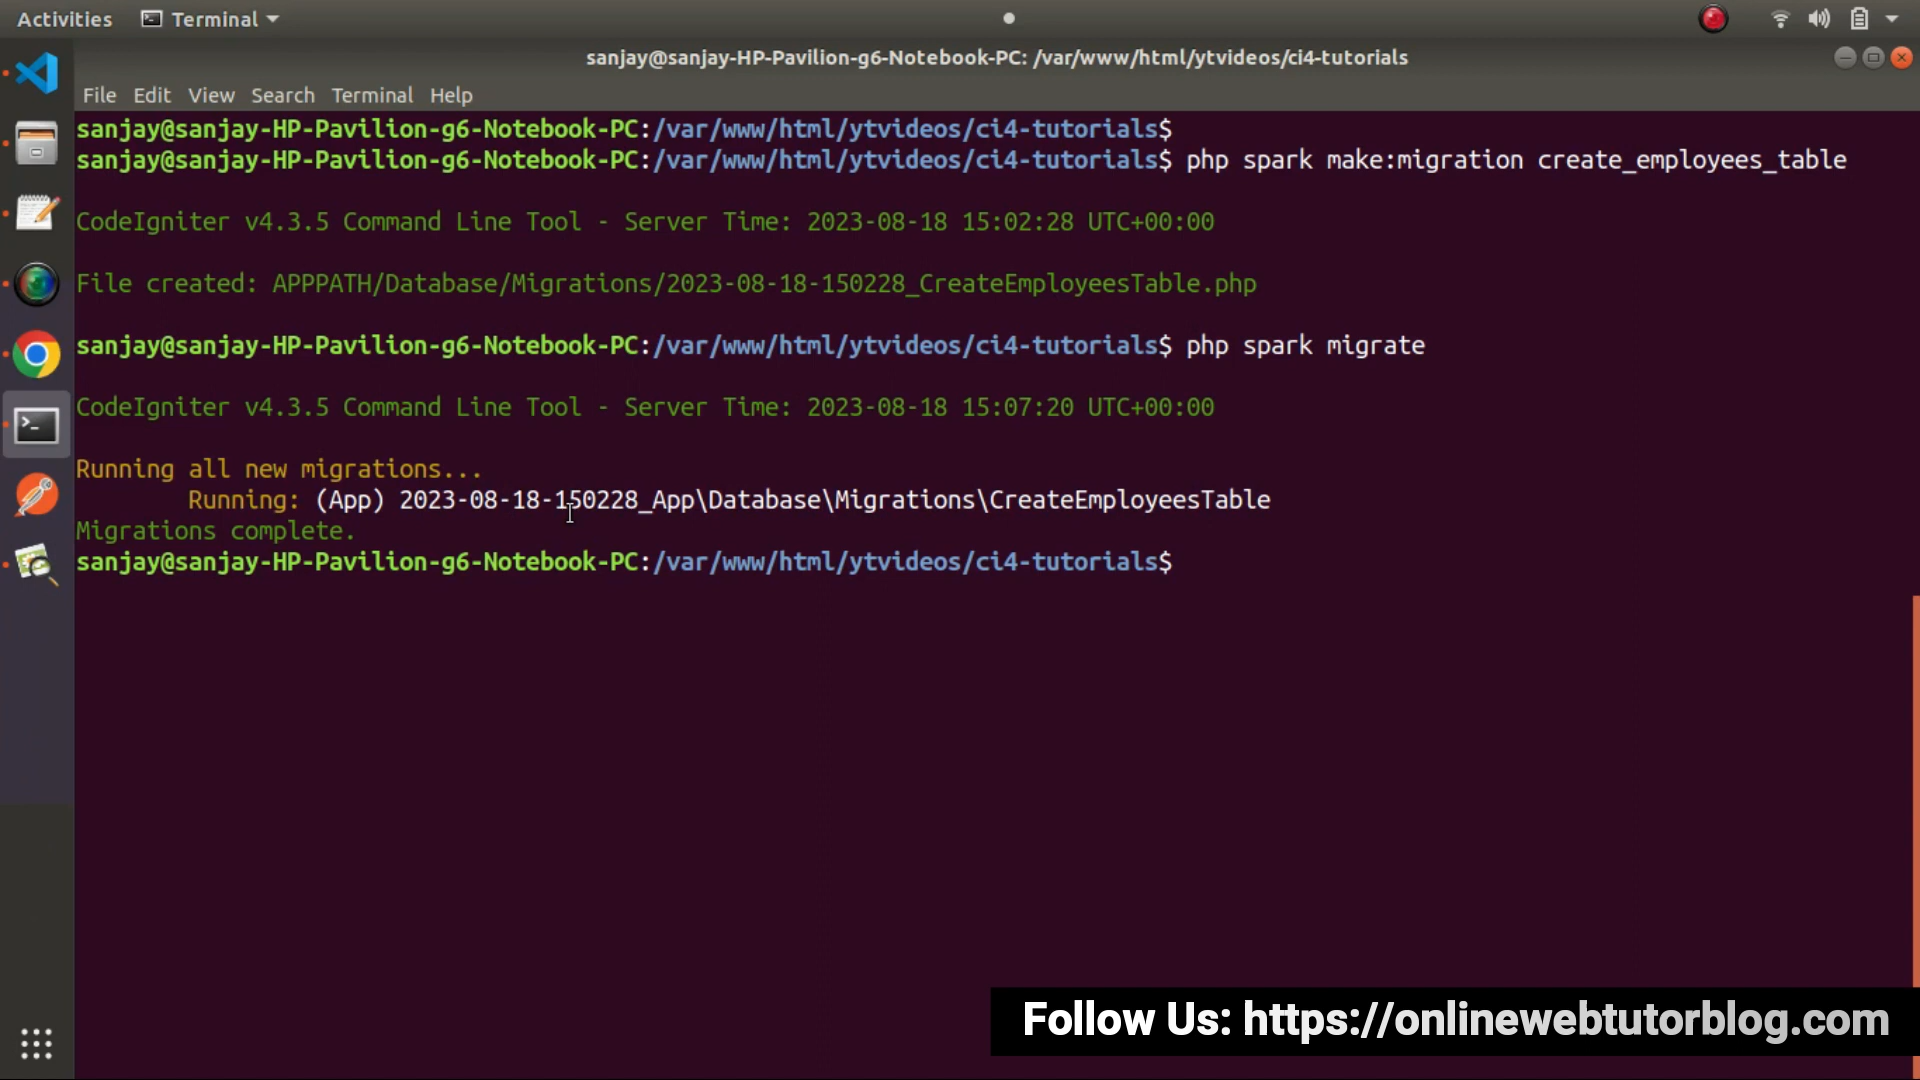 Activities Terminal
sanjay@sanjay-HP-Pavilion-g6-Notebook-PC: /var/www/html/ytvideos/ci4-tutorials
File Edit View Search Terminal Help
sanjay@sanjay-HP-Pavilion-g6-Notebook-PC:/var/www/html/ytvideos/ci4-tutorials$
sanjay@sanjay-HP-Pavilion-g6-Notebook-PC:/var/www/html/ytvideos/ci4-tutorials$ php spark make:migration create_employees_table
CodeIgniter v4.3.5 Command Line Tool - Server Time: 2023-08-18 15:02:28 UTC+00:00
File created: APPPATH/Database/Migrations/2023-08-18-150228_CreateEmployeesTable.php
sanjay@sanjay-HP-Pavilion-g6-Notebook-PC:/var/www/html/ytvideos/ci4-tutorials$ php spark migrate
CodeIgniter v4.3.5 Command Line Tool - Server Time: 2023-08-18 15:07:20 UTC+00:00
Running all new migrations...
Running: (App) 2023-08-18-150228_App\Database\Migrations\CreateEmployeesTable
Migrations complete.
sanjay@sanjay-HP-Pavilion-g6-Notebook-PC:/var/www/html/ytvideos/ci4-tutorials$
Follow Us: https://onlinewebtutorblog.com